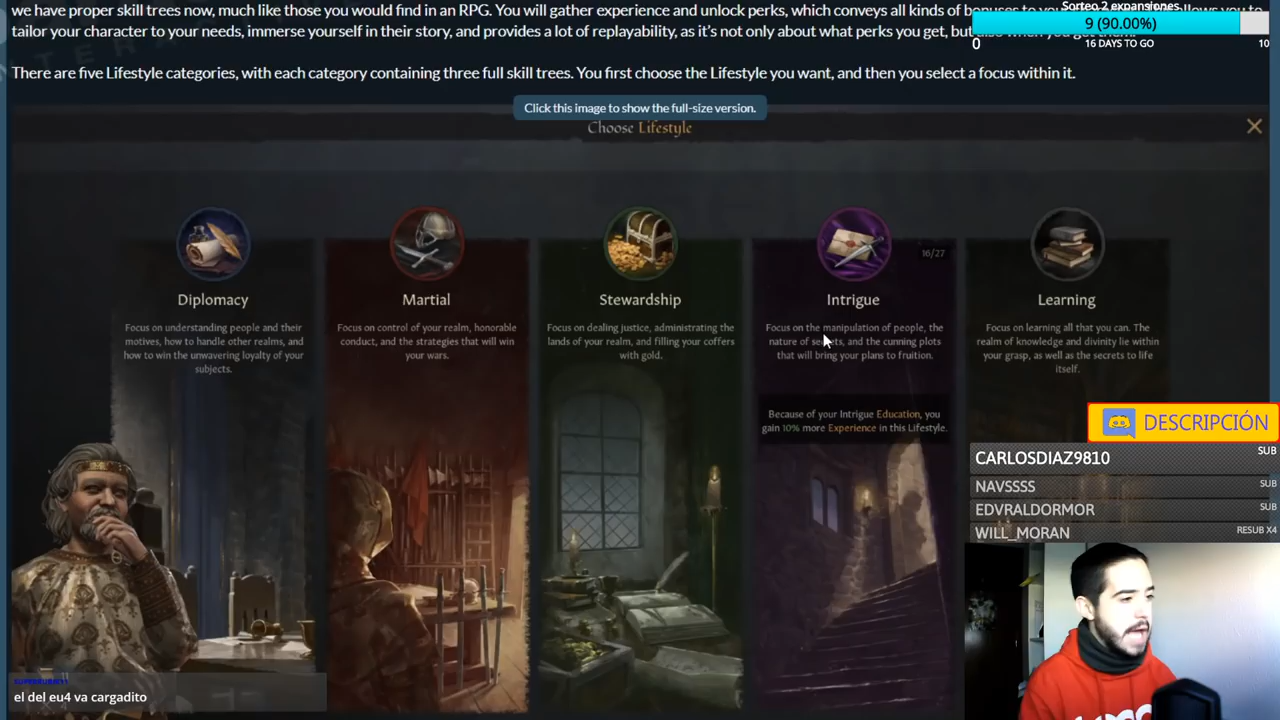 we have proper skill trees now, much like those you would find in an RPG. You will gather experience and unlock perks, which conveys all kinds of bonuses to
tailor your character to your needs, immerse yourself in their story, and provides a lot of replayability, as it's not only about what perks you get, but
There are five Lifestyle categories, with each category containing three full skill trees. You first choose the Lifestyle you want, and then you select a focus within it.
Sorteo 2 expansiones
9 (90.00%)
0 16 DAYS TO GO 10
Click this image to show the full-size version.
Choose Lifestyle
Diplomacy
Focus on understanding people and their
motives, how to handle other realms, and
how to win the unwavering loyalty of your
subjects.
Martial
Focus on control of your realm, honorable
conduct, and the strategies that will win
your wars.
Stewardship
Focus on dealing justice, administrating the
lands of your realm, and filling your coffers
with gold.
16/27
Intrigue
Focus on the manipulation of people, the
nature of secrets, and the cunning plots
that will bring your plans to fruition.
Because of your Intrigue Education, you
gain 10% more Experience in this Lifestyle.
Learning
Focus on learning all that you can. The
realm of knowledge and divinity lie within
your grasp, as well as the secrets to life
itself.
DESCRIPCIÓN
CARLOSDIAZ9810 SUB
NAVSSSS SUB
EDVRALDORMOR SUB
WILL_MORAN RESUB X4
el del eu4 va cargadito